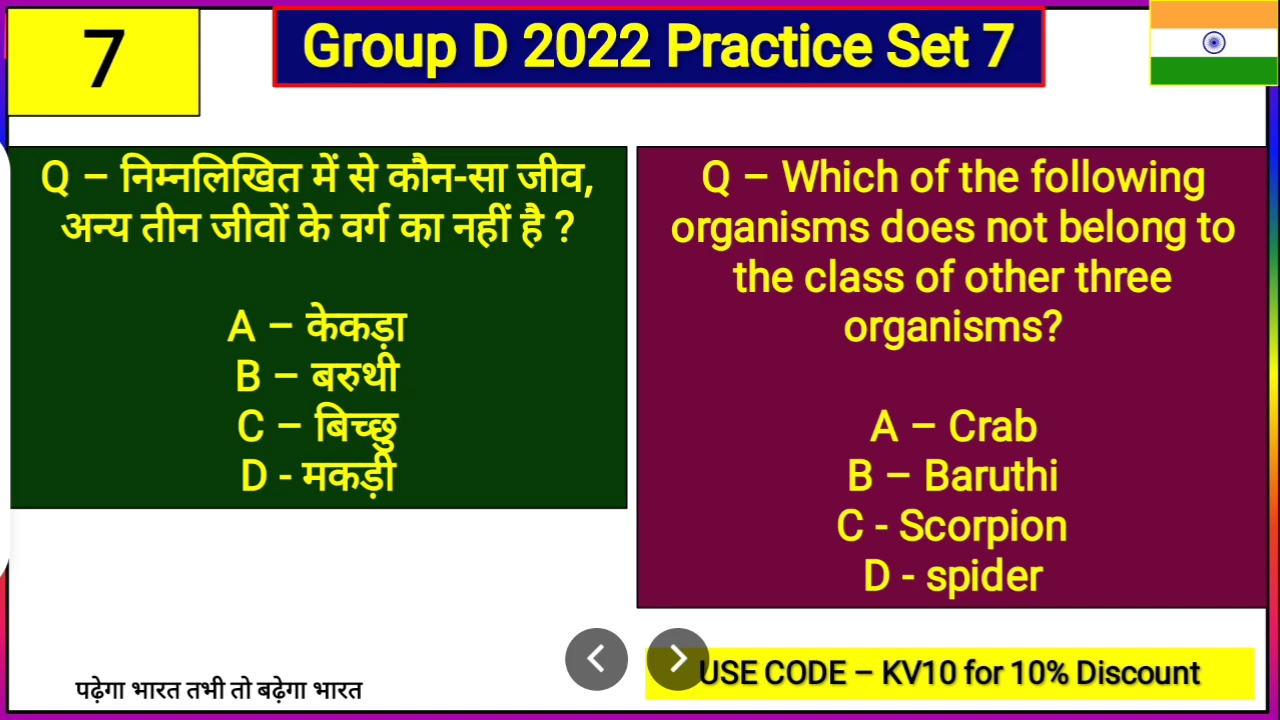 7
Group D 2022 Practice Set 7
Q – निम्नलिखित में से कौन-सा जीव,
अन्य तीन जीवों के वर्ग का नहीं है ?
A – केकड़ा
B – बरुथी
C – बिच्छु
D - मकड़ी
Q – Which of the following
organisms does not belong to
the class of other three
organisms?
A – Crab
B – Baruthi
C - Scorpion
D - spider
पढ़ेगा भारत तभी तो बढ़ेगा भारत
USE CODE – KV10 for 10% Discount